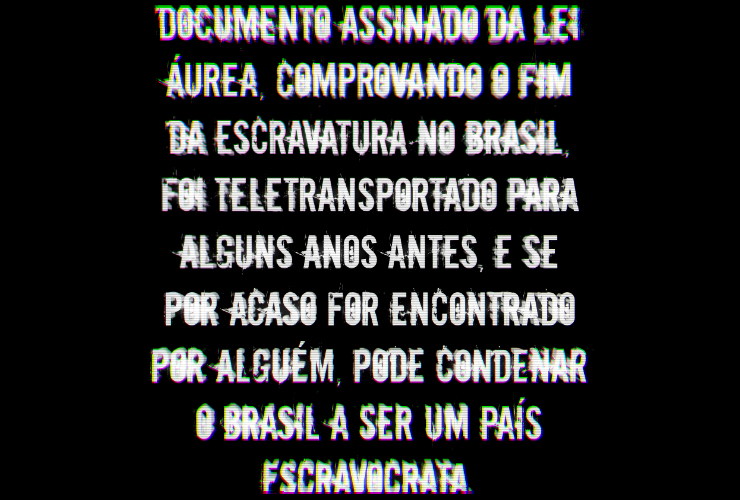 DOCUMENTO ASSINADO DA LEI
ÁUREA, COMPROVANDO O FIM
DA ESCRAVATURA NO BRASIL,
FOI TELETRANSPORTADO PARA
ALGUNS ANOS ANTES, E SE
POR ACASO FOR ENCONTRADO
POR ALGUÉM, PODE CONDENAR
O BRASIL A SER UM PAÍS
ESCRAVOCRATA.